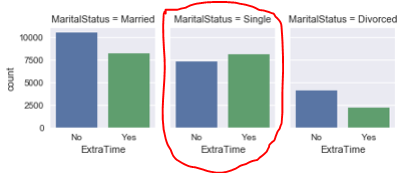 MaritalStatus = Married MaritalStatus = Single MaritalStatus = Divorced
10000
7500
5000
2500
0
count
No Yes No Yes No Yes
ExtraTime ExtraTime ExtraTime